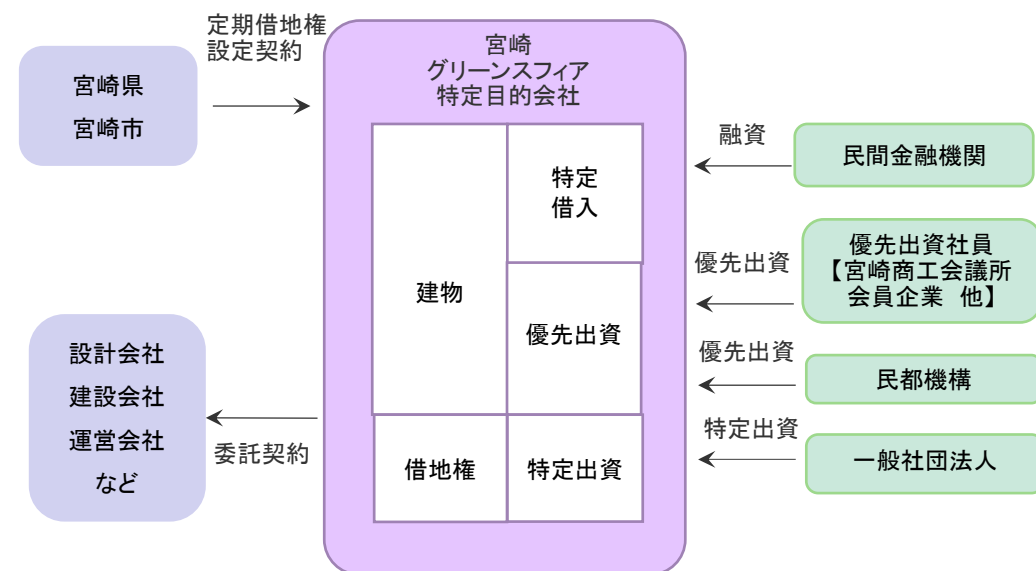 定期借地権
設定契約
宮崎県
宮崎市
宮崎
グリーンスフィア
特定目的会社
建物
特定
借入
優先出資
借地権
特定出資
融資
民間金融機関
優先出資
優先出資社員
【宮崎商工会議所
会員企業 他】
優先出資
民都機構
特定出資
一般社団法人
設計会社
建設会社
運営会社
など
委託契約